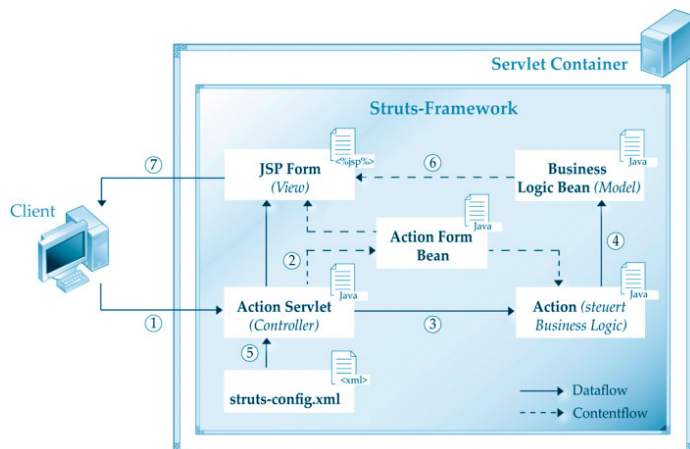 Servlet Container
Struts-Framework
<%jsp%>
Java
⑦
JSP Form
(View)
⑥
Business
Logic Bean (Model)
Client
Java
②
Action Form
Bean
④
Java
Java
①
Action Servlet
(Controller)
③
Action (steuert
Business Logic)
⑤
<xml>
struts-config.xml
Dataflow
Contentflow